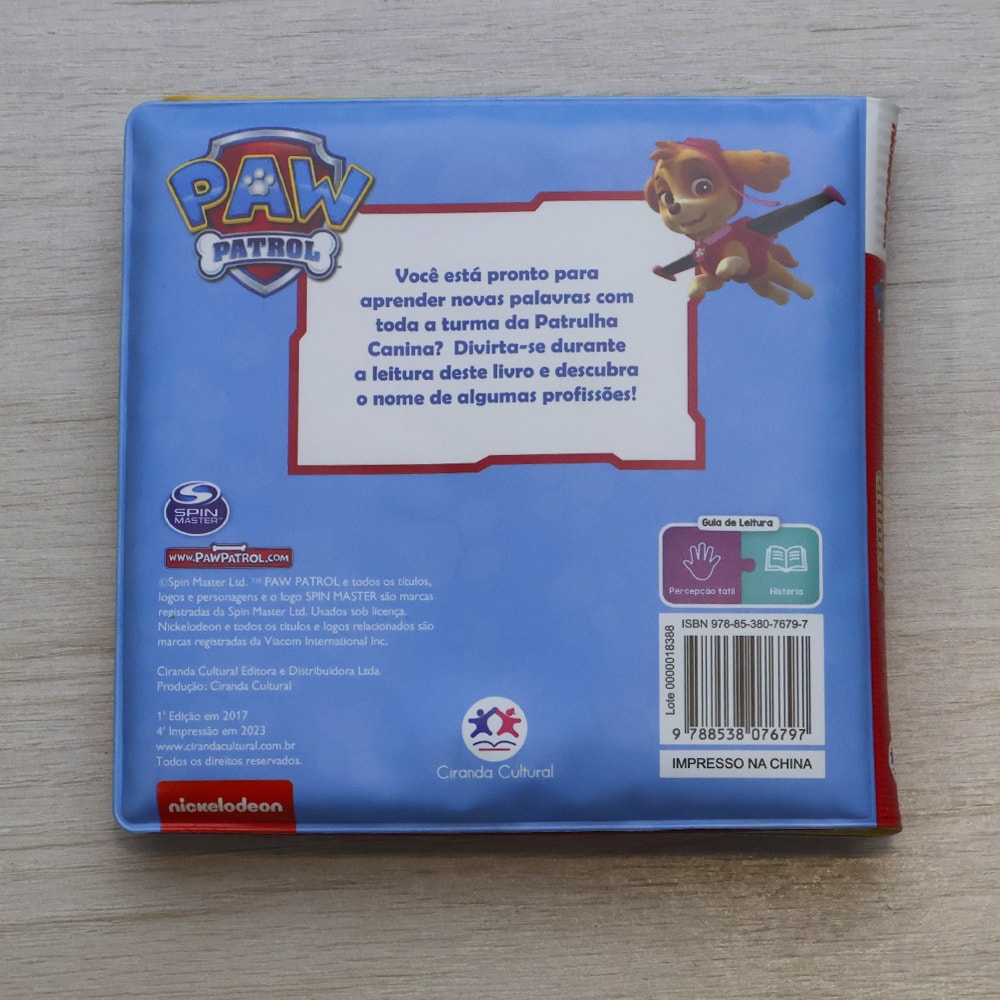 PAW
PATROL
Você está pronto para
aprender novas palavras com
toda a turma da Patrulha
Canina? Divirta-se durante
a leitura deste livro e descubra
o nome de algumas profissões!
SPIN
MASTER™
www.PawPatrol.com
©Spin Master Ltd. ™ PAW PATROL e todos os títulos,
logos e personagens e o logo SPIN MASTER são marcas
registradas da Spin Master Ltd. Usados sob licença.
Nickelodeon e todos os títulos e logos relacionados são
marcas registradas da Viacom International Inc.
Ciranda Cultural Editora e Distribuidora Ltda.
Produção: Ciranda Cultural
1ª Edição em 2017
4ª Impressão em 2023
www.cirandacultural.com.br
Todos os direitos reservados.
nickelodeon
Ciranda Cultural
Guia de Leitura
Percepção tátil
História
ISBN 978-85-380-7679-7
Lote 0000018388
9 788538 076797
IMPRESSO NA CHINA